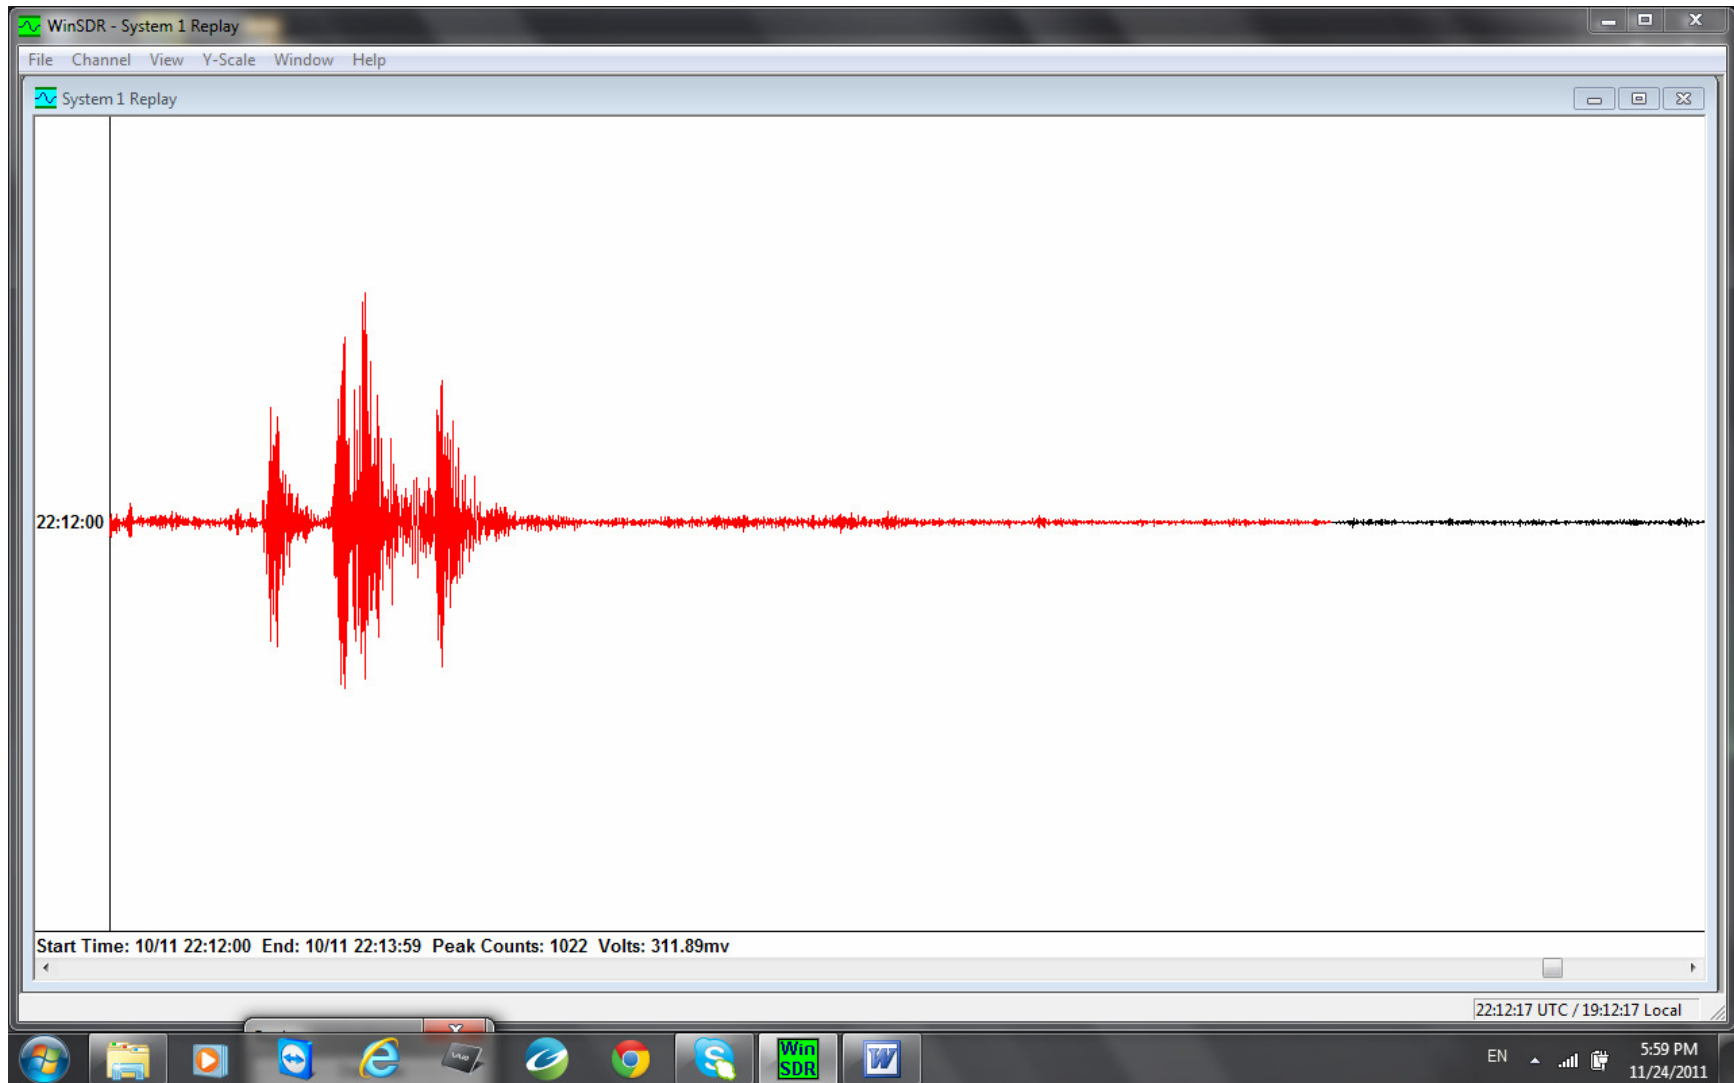 WinSDR - System 1 Replay
File Channel View Y-Scale Window Help
System 1 Replay
22:12:00
Start Time: 10/11 22:12:00 End: 10/11 22:13:59 Peak Counts: 1022 Volts: 311.89mv
22:12:17 UTC / 19:12:17 Local
VAIO
Win
SDR
W
EN
5:59 PM
11/24/2011